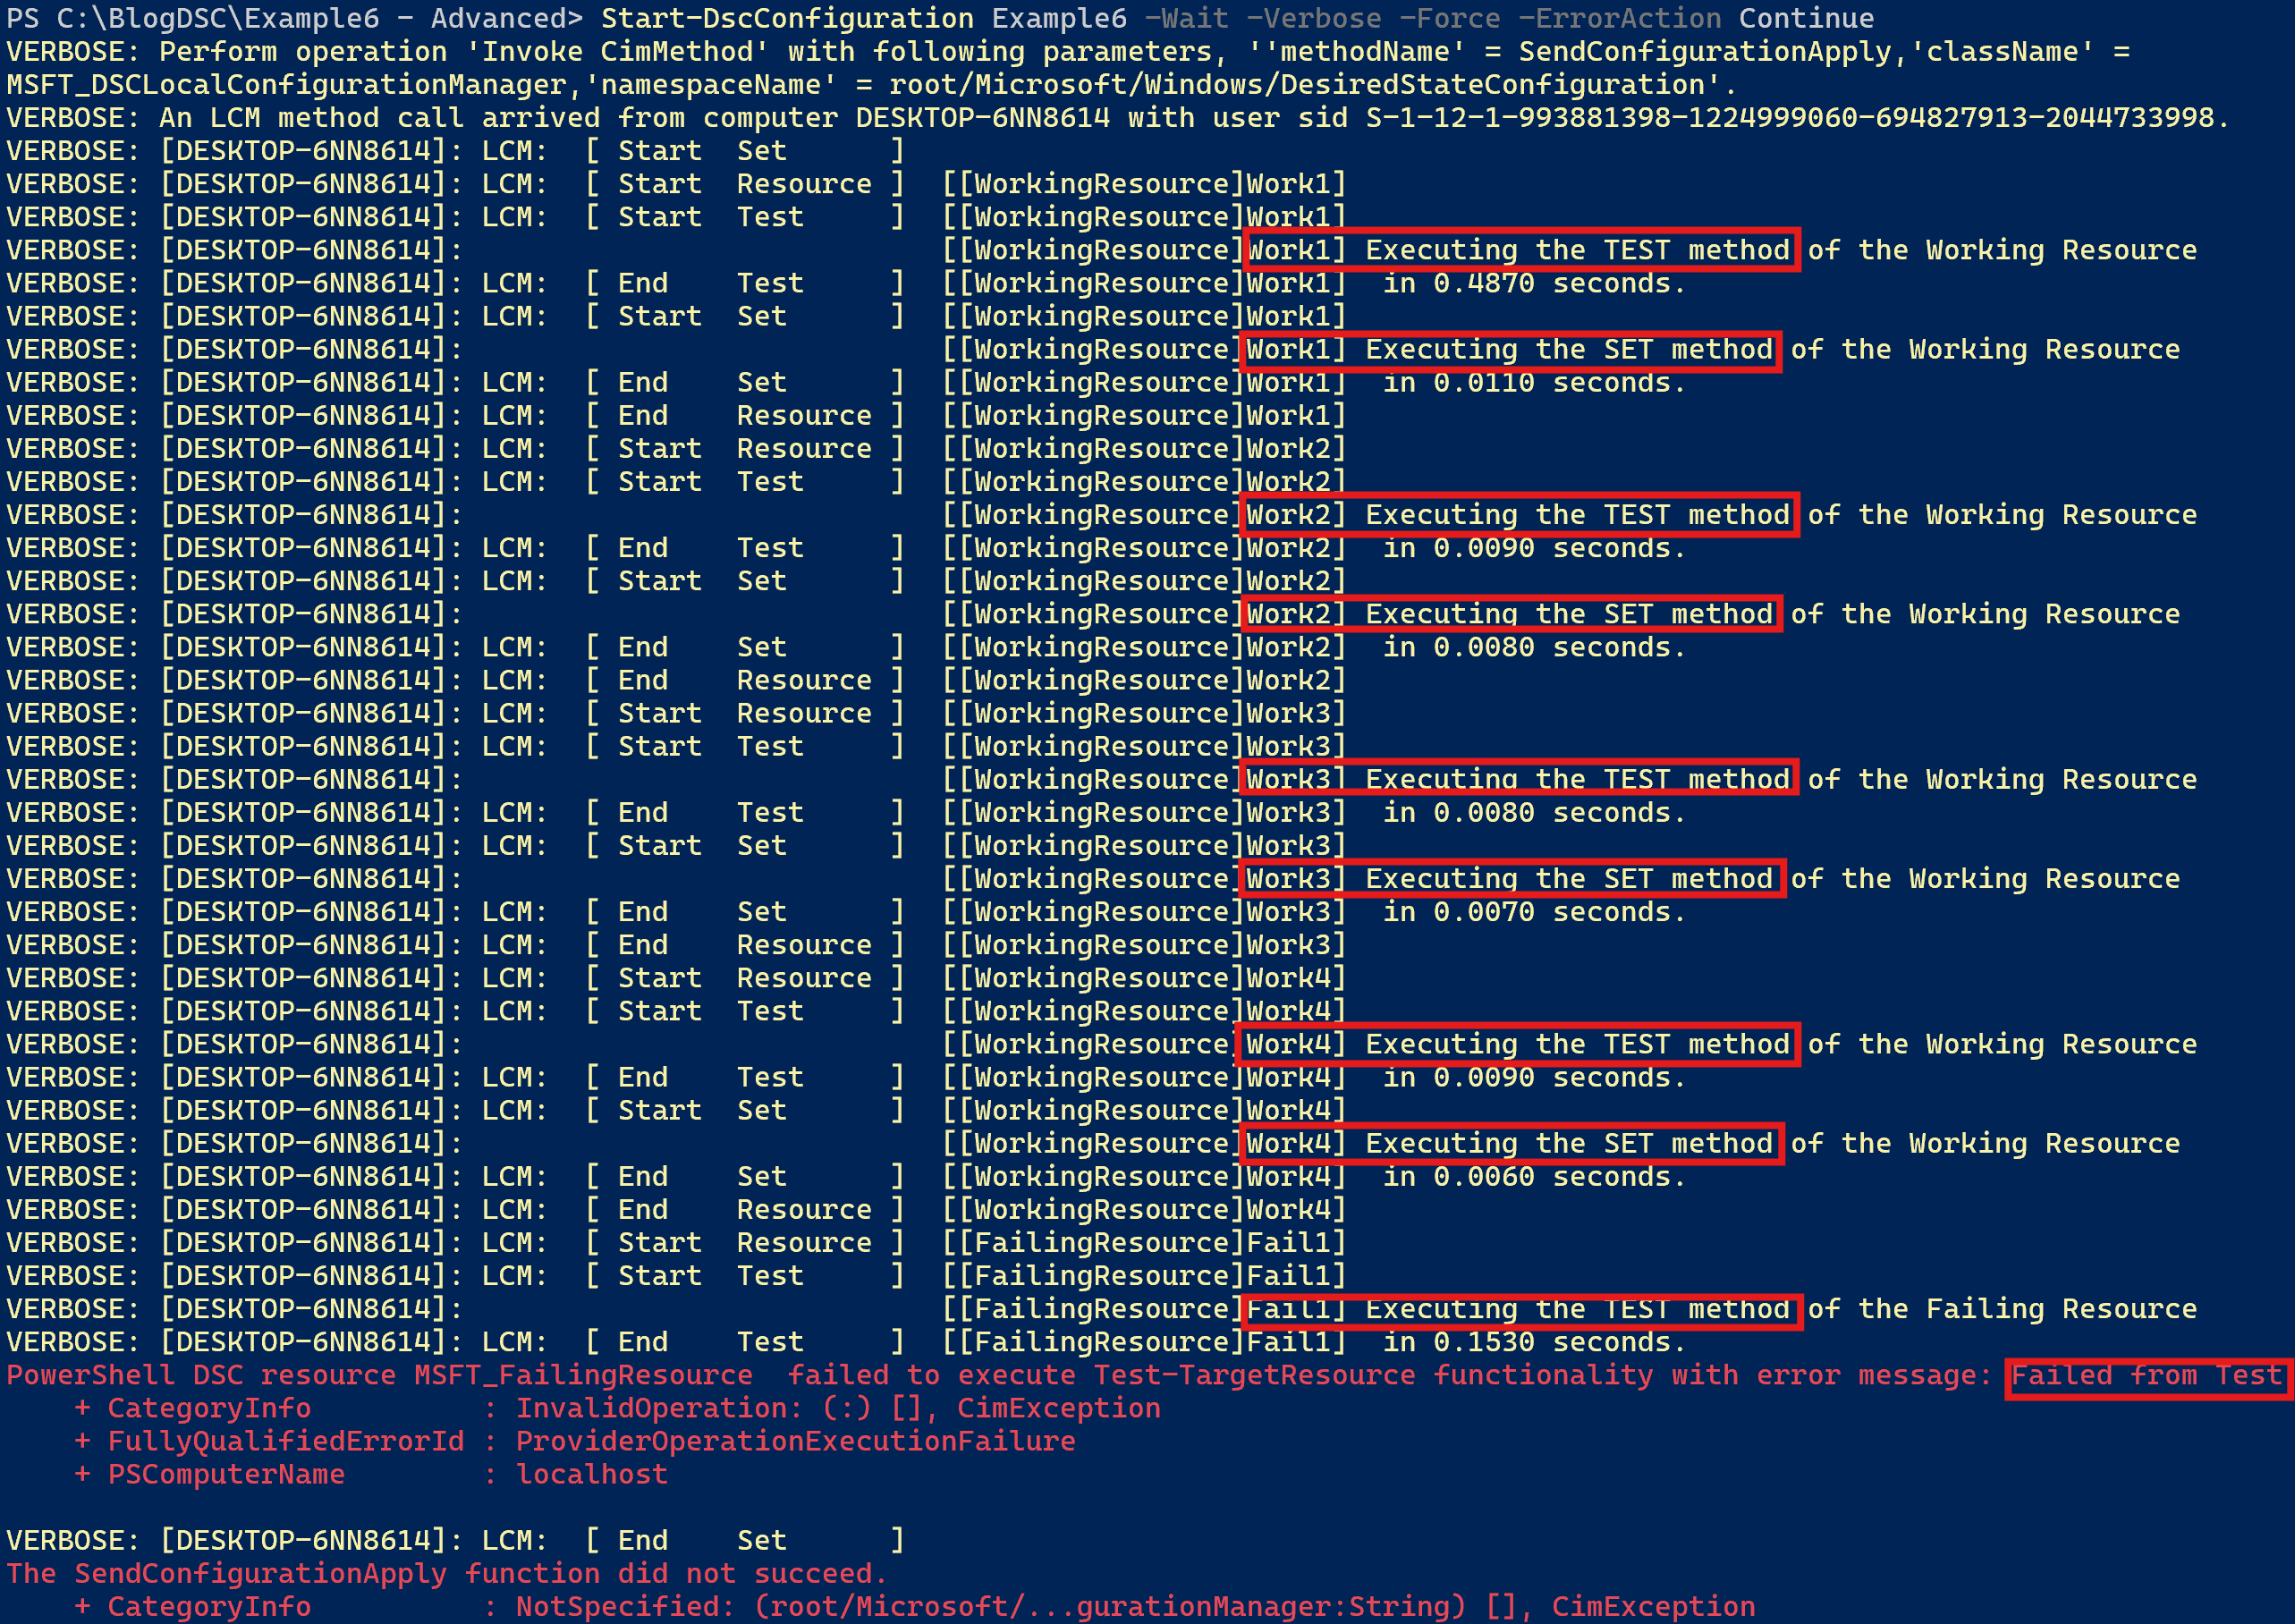 PS C:\BlogDSC\Example6 - Advanced> Start-DscConfiguration Example6 -Wait -Verbose -Force -ErrorAction Continue
VERBOSE: Perform operation 'Invoke CimMethod' with following parameters, ''methodName' = SendConfigurationApply,'className' =
MSFT_DSCLocalConfigurationManager,'namespaceName' = root/Microsoft/Windows/DesiredStateConfiguration'.
VERBOSE: An LCM method call arrived from computer DESKTOP-6NN8614 with user sid S-1-12-1-993881398-1224999060-694827913-2044733998.
VERBOSE: [DESKTOP-6NN8614]: LCM:  [ Start  Set      ]
VERBOSE: [DESKTOP-6NN8614]: LCM:  [ Start  Resource ]  [[WorkingResource]Work1]
VERBOSE: [DESKTOP-6NN8614]: LCM:  [ Start  Test     ]  [[WorkingResource]Work1]
VERBOSE: [DESKTOP-6NN8614]:                            [[WorkingResource]Work1] Executing the TEST method of the Working Resource
VERBOSE: [DESKTOP-6NN8614]: LCM:  [ End    Test     ]  [[WorkingResource]Work1]  in 0.4870 seconds.
VERBOSE: [DESKTOP-6NN8614]: LCM:  [ Start  Set      ]  [[WorkingResource]Work1]
VERBOSE: [DESKTOP-6NN8614]:                            [[WorkingResource]Work1] Executing the SET method of the Working Resource
VERBOSE: [DESKTOP-6NN8614]: LCM:  [ End    Set      ]  [[WorkingResource]Work1]  in 0.0110 seconds.
VERBOSE: [DESKTOP-6NN8614]: LCM:  [ End    Resource ]  [[WorkingResource]Work1]
VERBOSE: [DESKTOP-6NN8614]: LCM:  [ Start  Resource ]  [[WorkingResource]Work2]
VERBOSE: [DESKTOP-6NN8614]: LCM:  [ Start  Test     ]  [[WorkingResource]Work2]
VERBOSE: [DESKTOP-6NN8614]:                            [[WorkingResource]Work2] Executing the TEST method of the Working Resource
VERBOSE: [DESKTOP-6NN8614]: LCM:  [ End    Test     ]  [[WorkingResource]Work2]  in 0.0090 seconds.
VERBOSE: [DESKTOP-6NN8614]: LCM:  [ Start  Set      ]  [[WorkingResource]Work2]
VERBOSE: [DESKTOP-6NN8614]:                            [[WorkingResource]Work2] Executing the SET method of the Working Resource
VERBOSE: [DESKTOP-6NN8614]: LCM:  [ End    Set      ]  [[WorkingResource]Work2]  in 0.0080 seconds.
VERBOSE: [DESKTOP-6NN8614]: LCM:  [ End    Resource ]  [[WorkingResource]Work2]
VERBOSE: [DESKTOP-6NN8614]: LCM:  [ Start  Resource ]  [[WorkingResource]Work3]
VERBOSE: [DESKTOP-6NN8614]: LCM:  [ Start  Test     ]  [[WorkingResource]Work3]
VERBOSE: [DESKTOP-6NN8614]:                            [[WorkingResource]Work3] Executing the TEST method of the Working Resource
VERBOSE: [DESKTOP-6NN8614]: LCM:  [ End    Test     ]  [[WorkingResource]Work3]  in 0.0080 seconds.
VERBOSE: [DESKTOP-6NN8614]: LCM:  [ Start  Set      ]  [[WorkingResource]Work3]
VERBOSE: [DESKTOP-6NN8614]:                            [[WorkingResource]Work3] Executing the SET method of the Working Resource
VERBOSE: [DESKTOP-6NN8614]: LCM:  [ End    Set      ]  [[WorkingResource]Work3]  in 0.0070 seconds.
VERBOSE: [DESKTOP-6NN8614]: LCM:  [ End    Resource ]  [[WorkingResource]Work3]
VERBOSE: [DESKTOP-6NN8614]: LCM:  [ Start  Resource ]  [[WorkingResource]Work4]
VERBOSE: [DESKTOP-6NN8614]: LCM:  [ Start  Test     ]  [[WorkingResource]Work4]
VERBOSE: [DESKTOP-6NN8614]:                            [[WorkingResource]Work4] Executing the TEST method of the Working Resource
VERBOSE: [DESKTOP-6NN8614]: LCM:  [ End    Test     ]  [[WorkingResource]Work4]  in 0.0090 seconds.
VERBOSE: [DESKTOP-6NN8614]: LCM:  [ Start  Set      ]  [[WorkingResource]Work4]
VERBOSE: [DESKTOP-6NN8614]:                            [[WorkingResource]Work4] Executing the SET method of the Working Resource
VERBOSE: [DESKTOP-6NN8614]: LCM:  [ End    Set      ]  [[WorkingResource]Work4]  in 0.0060 seconds.
VERBOSE: [DESKTOP-6NN8614]: LCM:  [ End    Resource ]  [[WorkingResource]Work4]
VERBOSE: [DESKTOP-6NN8614]: LCM:  [ Start  Resource ]  [[FailingResource]Fail1]
VERBOSE: [DESKTOP-6NN8614]: LCM:  [ Start  Test     ]  [[FailingResource]Fail1]
VERBOSE: [DESKTOP-6NN8614]:                            [[FailingResource]Fail1] Executing the TEST method of the Failing Resource
VERBOSE: [DESKTOP-6NN8614]: LCM:  [ End    Test     ]  [[FailingResource]Fail1]  in 0.1530 seconds.
PowerShell DSC resource MSFT_FailingResource  failed to execute Test-TargetResource functionality with error message: Failed from Test
    + CategoryInfo          : InvalidOperation: (:) [], CimException
    + FullyQualifiedErrorId : ProviderOperationExecutionFailure
    + PSComputerName        : localhost
VERBOSE: [DESKTOP-6NN8614]: LCM:  [ End    Set      ]
The SendConfigurationApply function did not succeed.
    + CategoryInfo          : NotSpecified: (root/Microsoft/...gurationManager:String) [], CimException